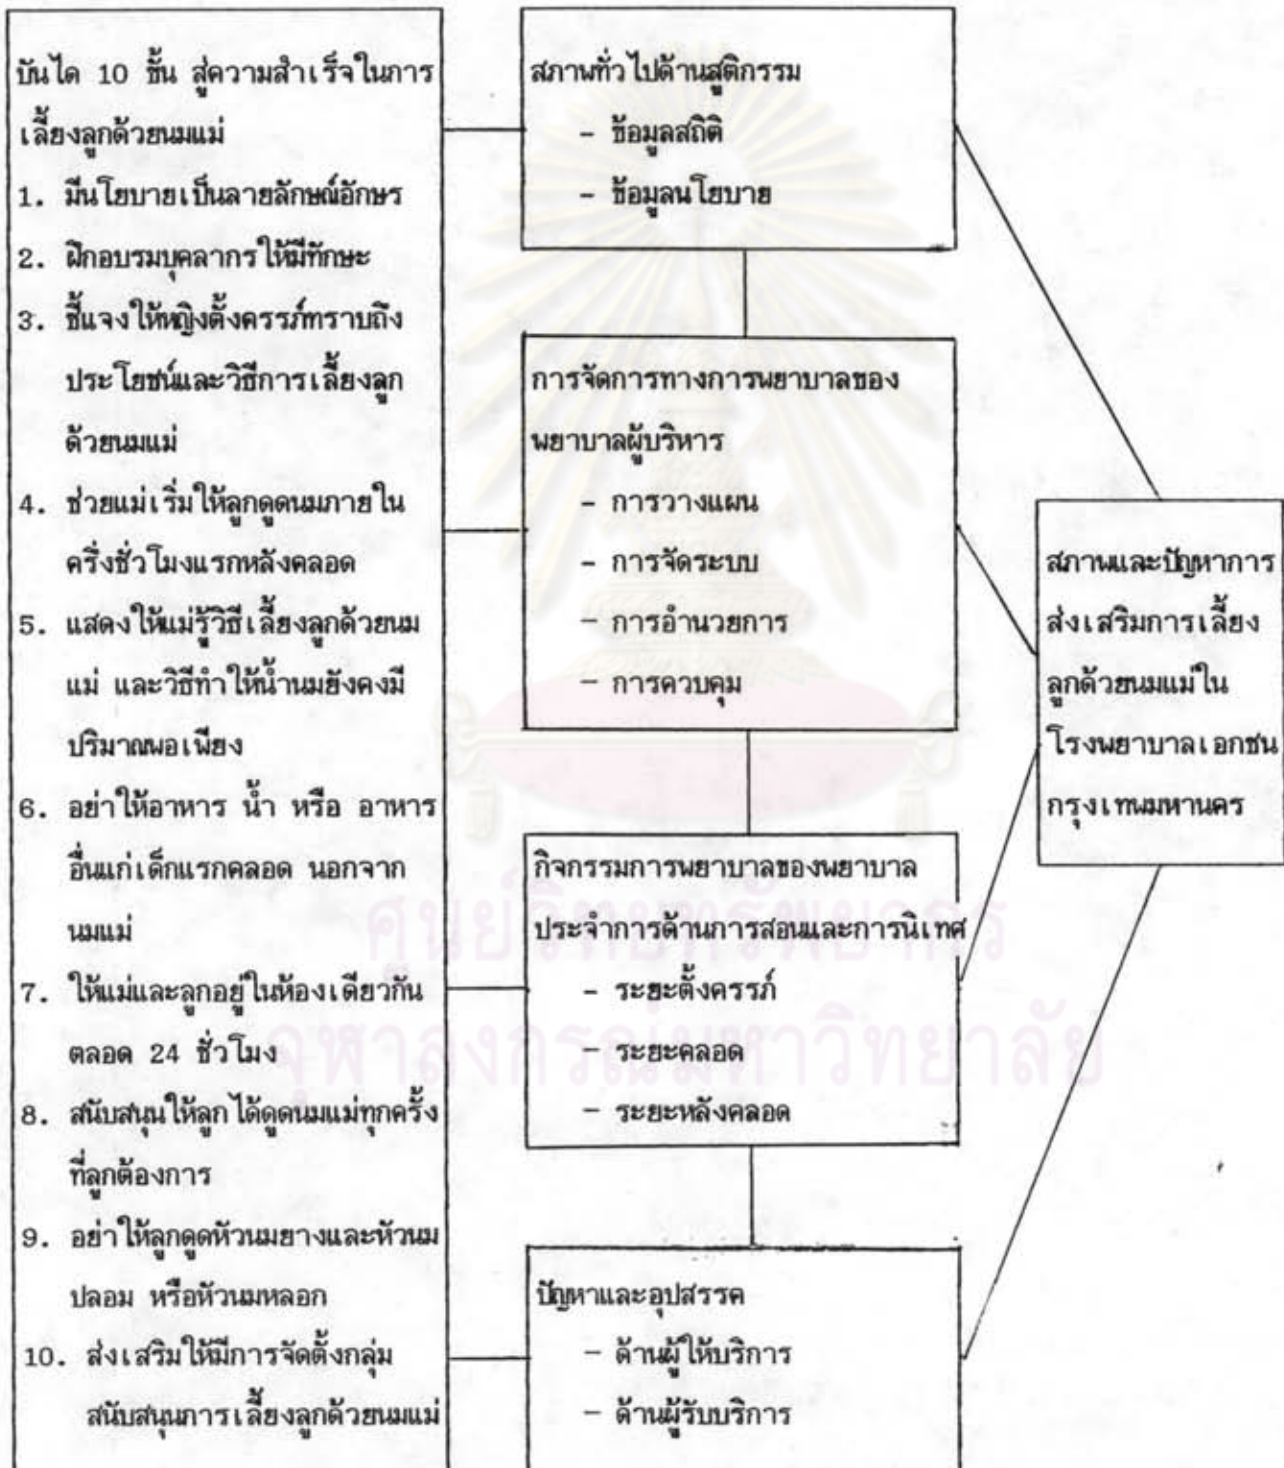 บันได 10 ขั้น สู่ความสำเร็จในการ
เลี้ยงลูกด้วยนมแม่
1. มีนโยบายเป็นลายลักษณ์อักษร
2. ฝึกอบรมบุคลากรให้มีทักษะ
3. ชี้แจงให้หญิงตั้งครรภ์ทราบถึง
ประโยชน์และวิธีการเลี้ยงลูก
ด้วยนมแม่
4. ช่วยแม่เริ่มให้ลูกดูดนมภายใน
ครึ่งชั่วโมงแรกหลังคลอด
5. แสดงให้แม่รู้วิธีเลี้ยงลูกด้วยนม
แม่ และวิธีทำให้น้ำนมยังคงมี
ปริมาณพอเพียง
6. อย่าให้อาหาร น้ำ หรือ อาหาร
อื่นแก่เด็กแรกคลอด นอกจาก
นมแม่
7. ให้แม่และลูกอยู่ในห้องเดียวกัน
ตลอด 24 ชั่วโมง
8. สนับสนุนให้ลูกได้ดูดนมแม่ทุกครั้ง
ที่ลูกต้องการ
9. อย่าให้ลูกดูดหัวนมยางและหัวนม
ปลอม หรือหัวนมหลอก
10. ส่งเสริมให้มีการจัดตั้งกลุ่ม
สนับสนุนการเลี้ยงลูกด้วยนมแม่
สภาพทั่วไปด้านสูติกรรม
- ข้อมูลสถิติ
- ข้อมูลนโยบาย
การจัดการทางการพยาบาลของ
พยาบาลผู้บริหาร
- การวางแผน
- การจัดระบบ
- การอำนวยการ
- การควบคุม
กิจกรรมการพยาบาลของพยาบาล
ประจำการด้านการสอนและการนิเทศ
- ระยะตั้งครรภ์
- ระยะคลอด
- ระยะหลังคลอด
ปัญหาและอุปสรรค
- ด้านผู้ให้บริการ
- ด้านผู้รับบริการ
สภาพและปัญหาการ
ส่งเสริมการเลี้ยง
ลูกด้วยนมแม่ใน
โรงพยาบาลเอกชน
กรุงเทพมหานคร
ศูนย์วิทยทรัพยากร
จุฬาลงกรณ์มหาวิทยาลัย